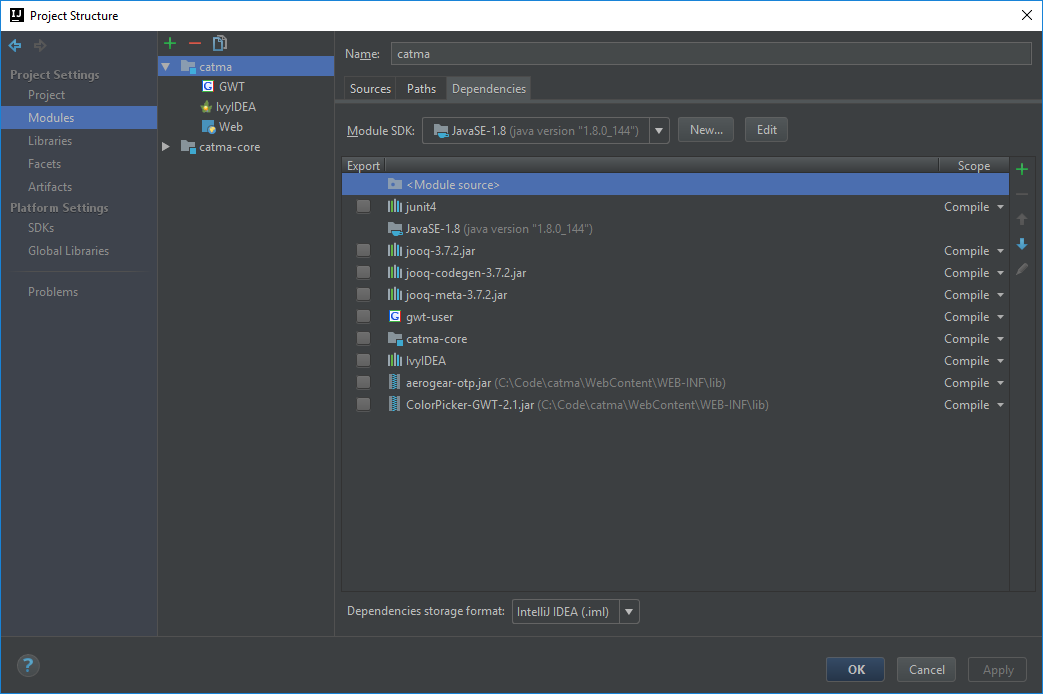 Project Structure
Project Settings
Project
Modules
Libraries
Facets
Artifacts
Platform Settings
SDKs
Global Libraries
Problems
catma
GWT
IvyIDEA
Web
catma-core
Name: catma
Sources Paths Dependencies
Module SDK: JavaSE-1.8 (java version "1.8.0_144") New... Edit
Export Scope
<Module source>
junit4 Compile
JavaSE-1.8 (java version "1.8.0_144")
jooq-3.7.2.jar Compile
jooq-codegen-3.7.2.jar Compile
jooq-meta-3.7.2.jar Compile
gwt-user Compile
catma-core Compile
IvyIDEA Compile
aerogear-otp.jar (C:\Code\catma\WebContent\WEB-INF\lib) Compile
ColorPicker-GWT-2.1.jar (C:\Code\catma\WebContent\WEB-INF\lib) Compile
Dependencies storage format: IntelliJ IDEA (.iml)
? OK Cancel Apply